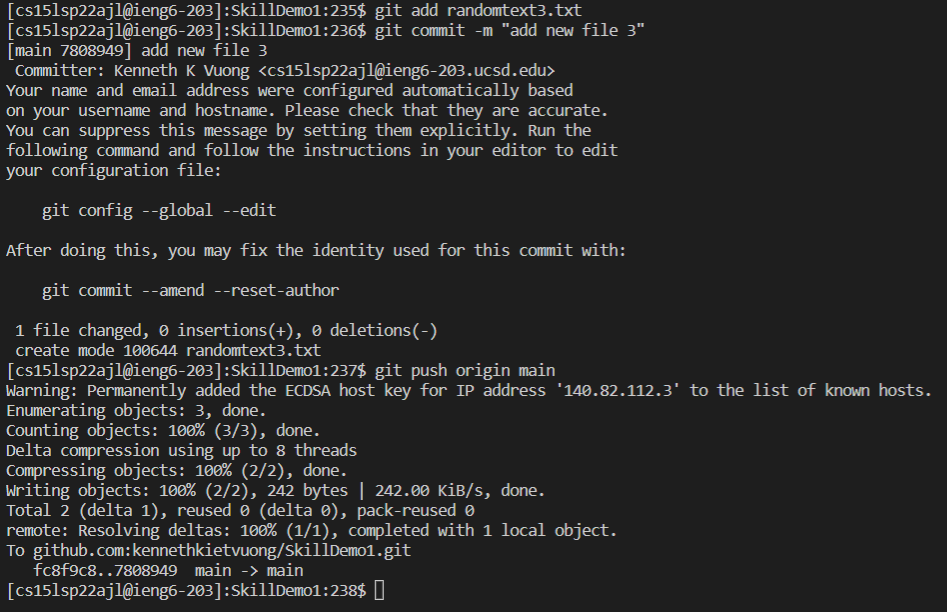 [cs15lsp22ajl@ieng6-203]:SkillDemo1:235$ git add randomtext3.txt
[cs15lsp22ajl@ieng6-203]:SkillDemo1:236$ git commit -m "add new file 3"
[main 7808949] add new file 3
 Committer: Kenneth K Vuong <cs15lsp22ajl@ieng6-203.ucsd.edu>
Your name and email address were configured automatically based
on your username and hostname. Please check that they are accurate.
You can suppress this message by setting them explicitly. Run the
following command and follow the instructions in your editor to edit
your configuration file:

    git config --global --edit

After doing this, you may fix the identity used for this commit with:

    git commit --amend --reset-author

 1 file changed, 0 insertions(+), 0 deletions(-)
 create mode 100644 randomtext3.txt
[cs15lsp22ajl@ieng6-203]:SkillDemo1:237$ git push origin main
Warning: Permanently added the ECDSA host key for IP address '140.82.112.3' to the list of known hosts.
Enumerating objects: 3, done.
Counting objects: 100% (3/3), done.
Delta compression using up to 8 threads
Compressing objects: 100% (2/2), done.
Writing objects: 100% (2/2), 242 bytes | 242.00 KiB/s, done.
Total 2 (delta 1), reused 0 (delta 0), pack-reused 0
remote: Resolving deltas: 100% (1/1), completed with 1 local object.
To github.com:kennethkietvuong/SkillDemo1.git
   fc8f9c8..7808949  main -> main
[cs15lsp22ajl@ieng6-203]:SkillDemo1:238$